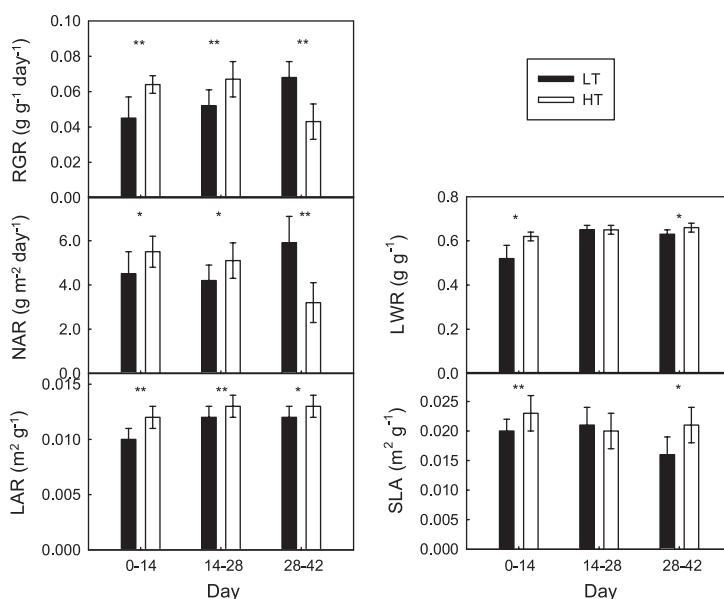 0.10
0.08
0.06
0.04
0.02
0.00
RGR (g g⁻¹ day⁻¹)
** ** **
LT
HT
6.0
4.0
2.0
0.0
NAR (g m⁻² day⁻¹)
* * **
0.8
0.6
0.4
0.2
0.0
LWR (g g⁻¹)
* *
0.015
0.010
0.005
0.000
LAR (m² g⁻¹)
** ** *
0-14 14-28 28-42
Day
0.025
0.020
0.015
0.010
0.005
0.000
SLA (m² g⁻¹)
** *
0-14 14-28 28-42
Day